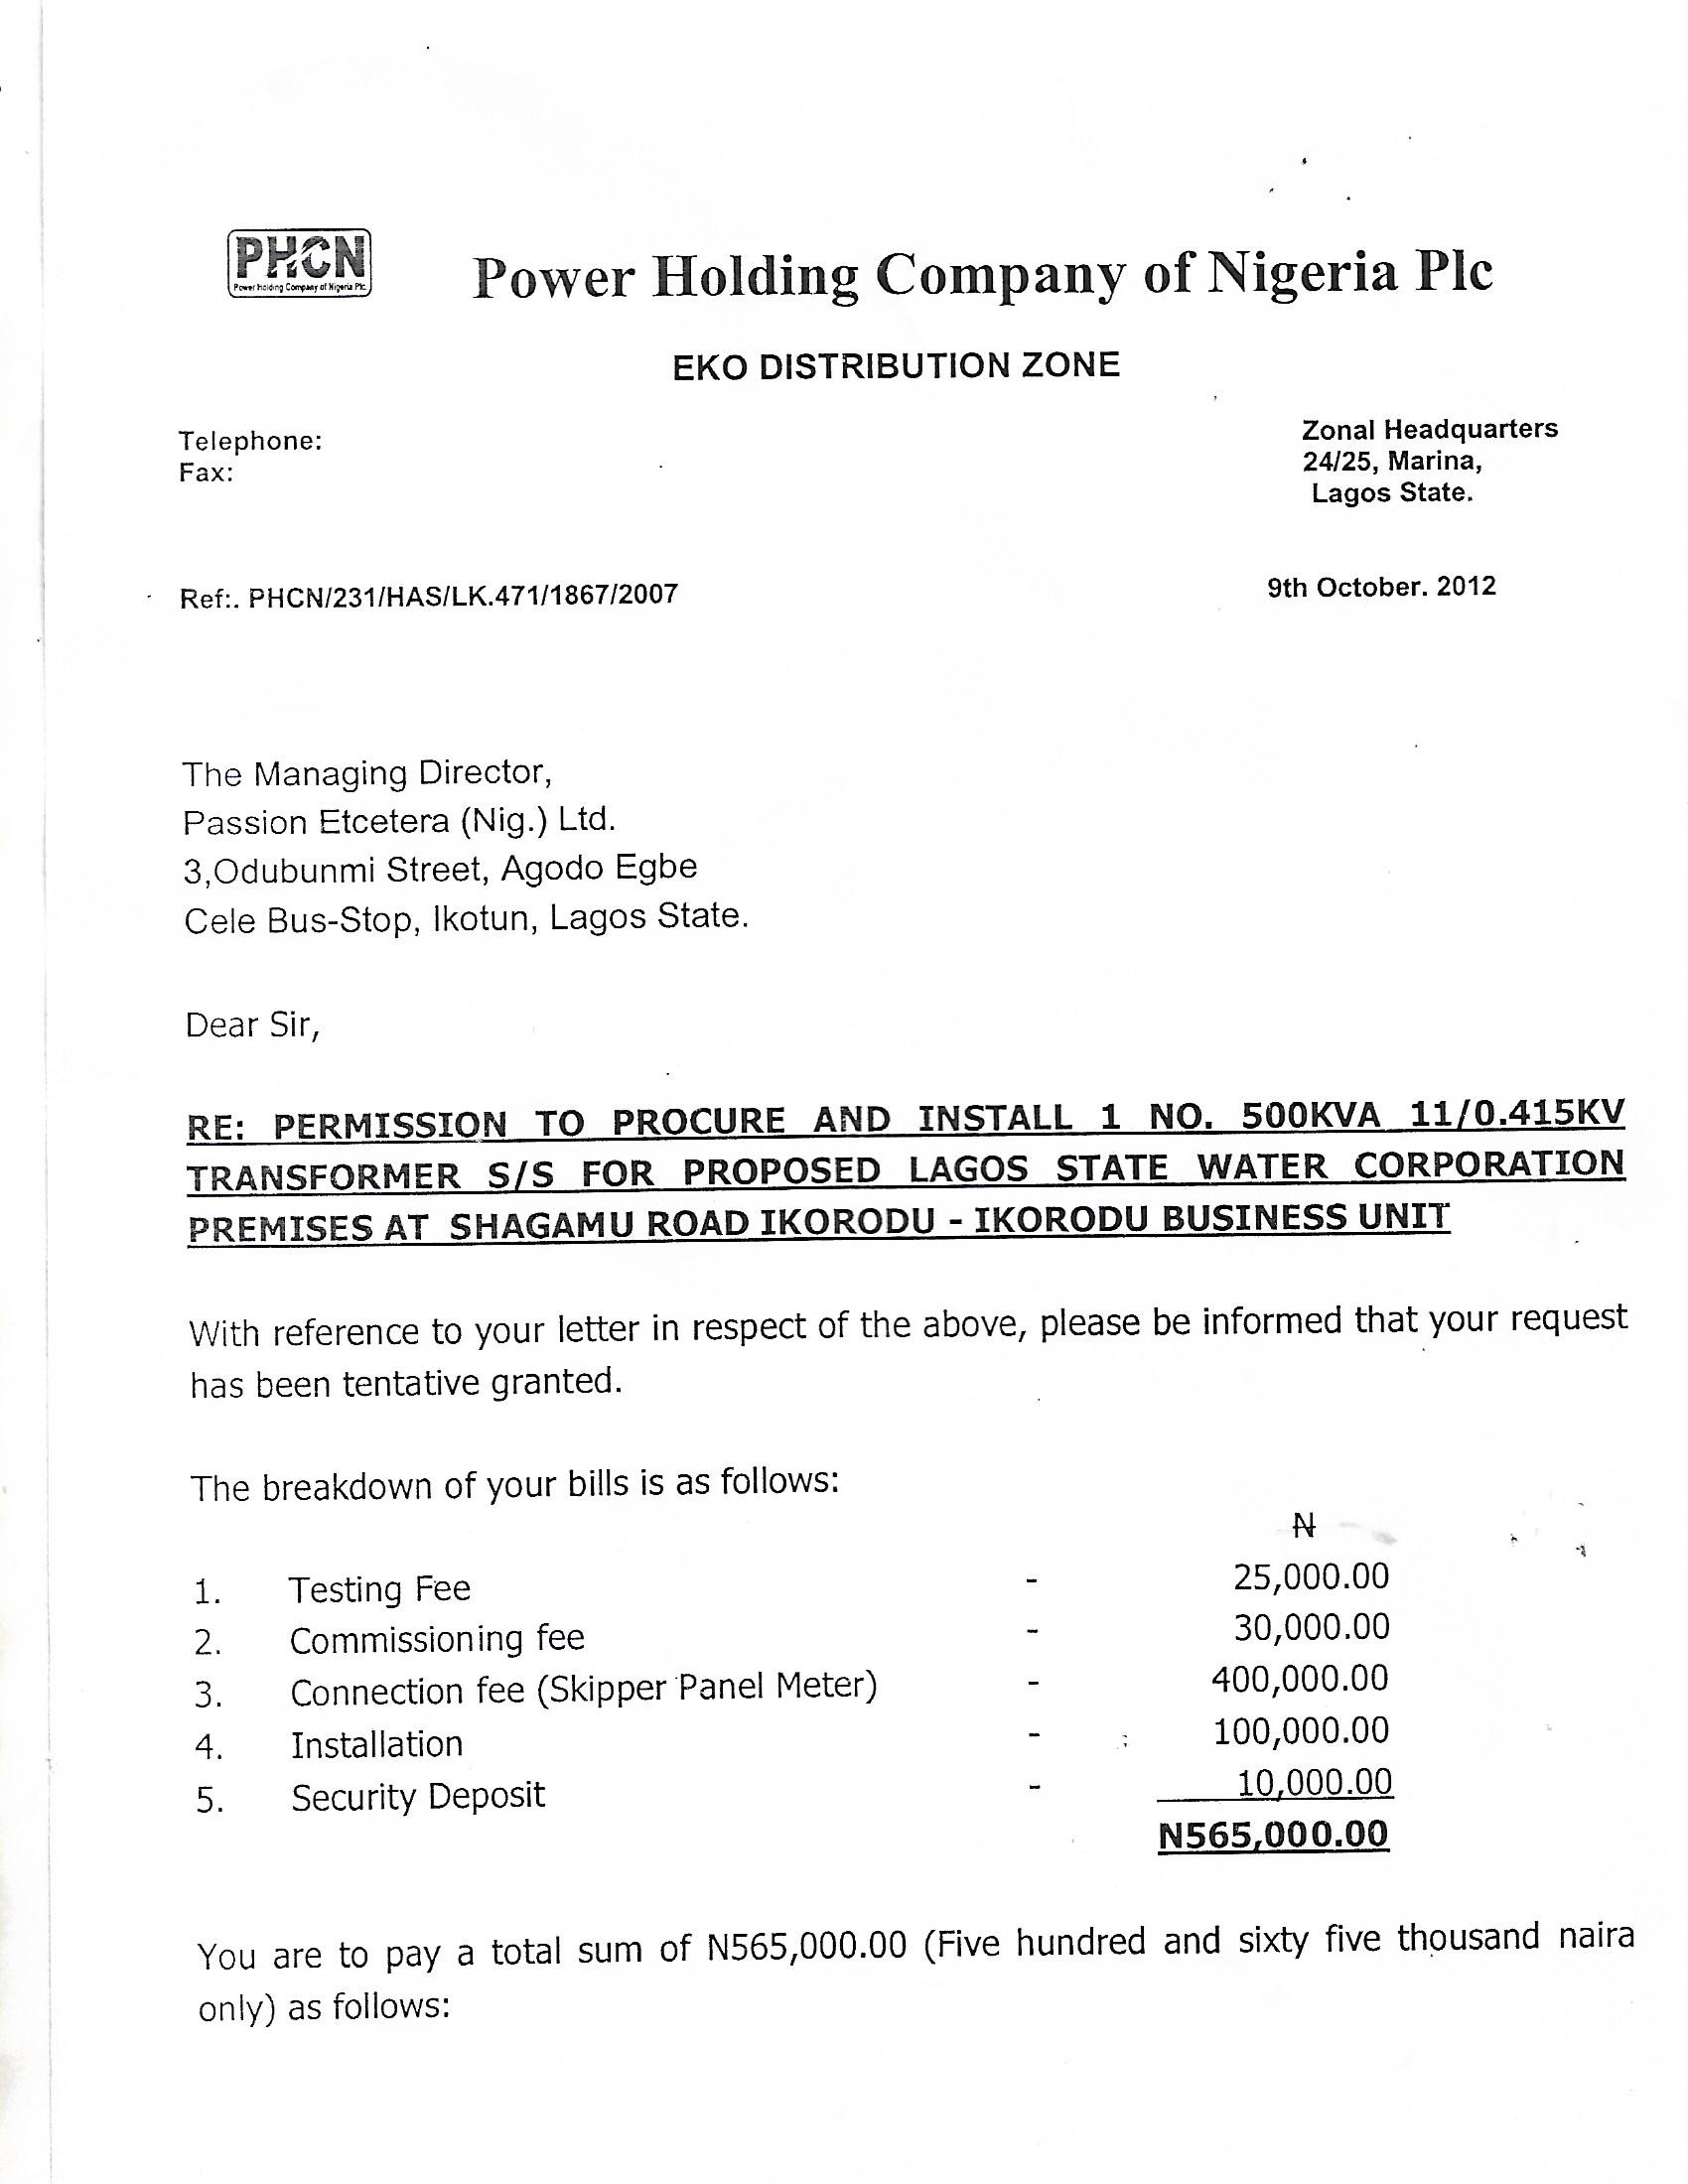 PHCN
Power Holding Company of Nigeria Plc.
Power Holding Company of Nigeria Plc
EKO DISTRIBUTION ZONE
Telephone:
Fax:
Zonal Headquarters
24/25, Marina,
Lagos State.
Ref:. PHCN/231/HAS/LK.471/1867/2007
9th October. 2012
The Managing Director,
Passion Etcetera (Nig.) Ltd.
3,Odubunmi Street, Agodo Egbe
Cele Bus-Stop, Ikotun, Lagos State.
Dear Sir,
RE: PERMISSION TO PROCURE AND INSTALL 1 NO. 500KVA 11/0.415KV
TRANSFORMER S/S FOR PROPOSED LAGOS STATE WATER CORPORATION
PREMISES AT SHAGAMU ROAD IKORODU - IKORODU BUSINESS UNIT
With reference to your letter in respect of the above, please be informed that your request
has been tentative granted.
The breakdown of your bills is as follows:
₦
1. Testing Fee - 25,000.00
2. Commissioning fee - 30,000.00
3. Connection fee (Skipper Panel Meter) - 400,000.00
4. Installation - 100,000.00
5. Security Deposit - 10,000.00
N565,000.00
You are to pay a total sum of N565,000.00 (Five hundred and sixty five thousand naira
only) as follows: